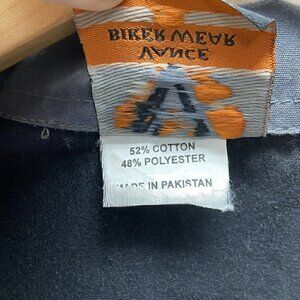 VANCE
BIKER WEAR
52% COTTON
48% POLYESTER
MADE IN PAKISTAN